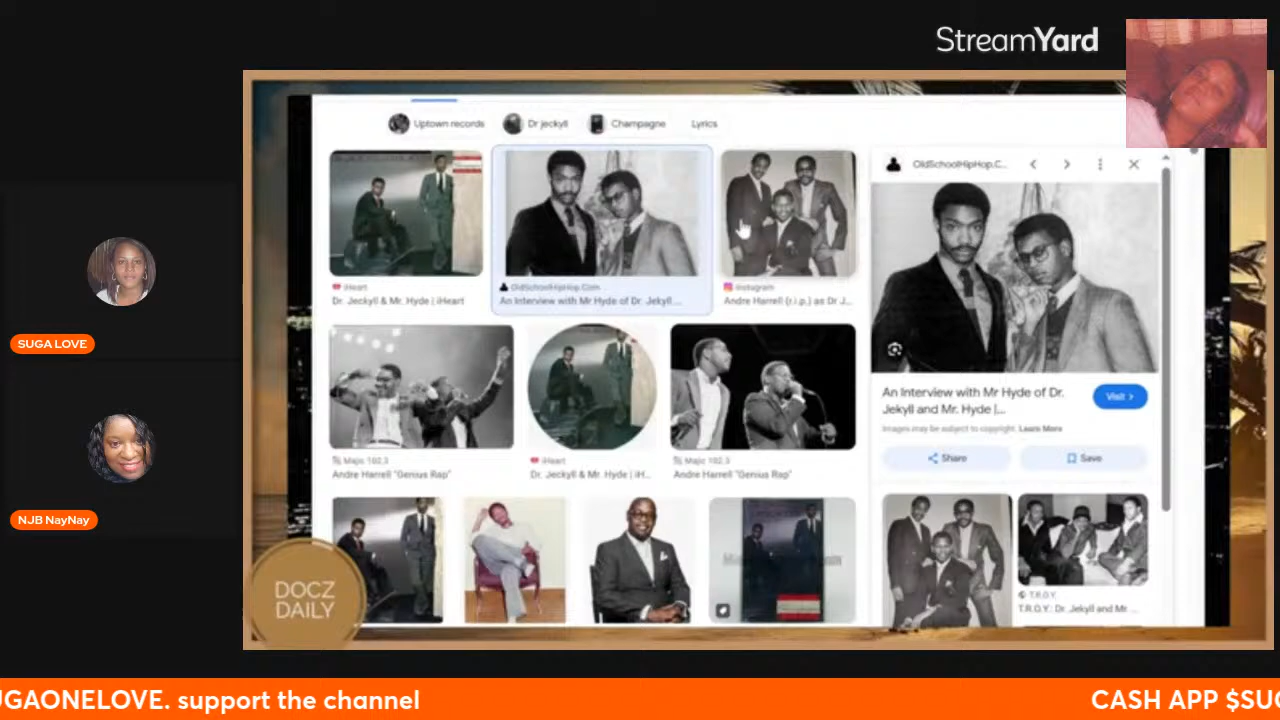 StreamYard
Uptown records
Dr jeckyll
Champagne
Lyrics
OldSchoolHipHop.C...
iHeart
Dr. Jeckyll & Mr. Hyde | iHeart
OldSchoolHipHop.Com
An Interview with Mr Hyde of Dr. Jekyll ...
Instagram
Andre Harrell (r.i.p.) as Dr J...
SUGA LOVE
An Interview with Mr Hyde of Dr.
Jekyll and Mr. Hyde |...
Visit >
Images may be subject to copyright. Learn More
Share
Save
Majic 102.3
Andre Harrell "Genius Rap"
iHeart
Dr. Jeckyll & Mr. Hyde | iH...
Majic 102.3
Andre Harrell "Genius Rap"
NJB NayNay
DOCZ
DAILY
T.R.O.Y.
T.R.O.Y.: Dr. Jekyll and Mr ...
UGAONELOVE. support the channel
CASH APP $SUG